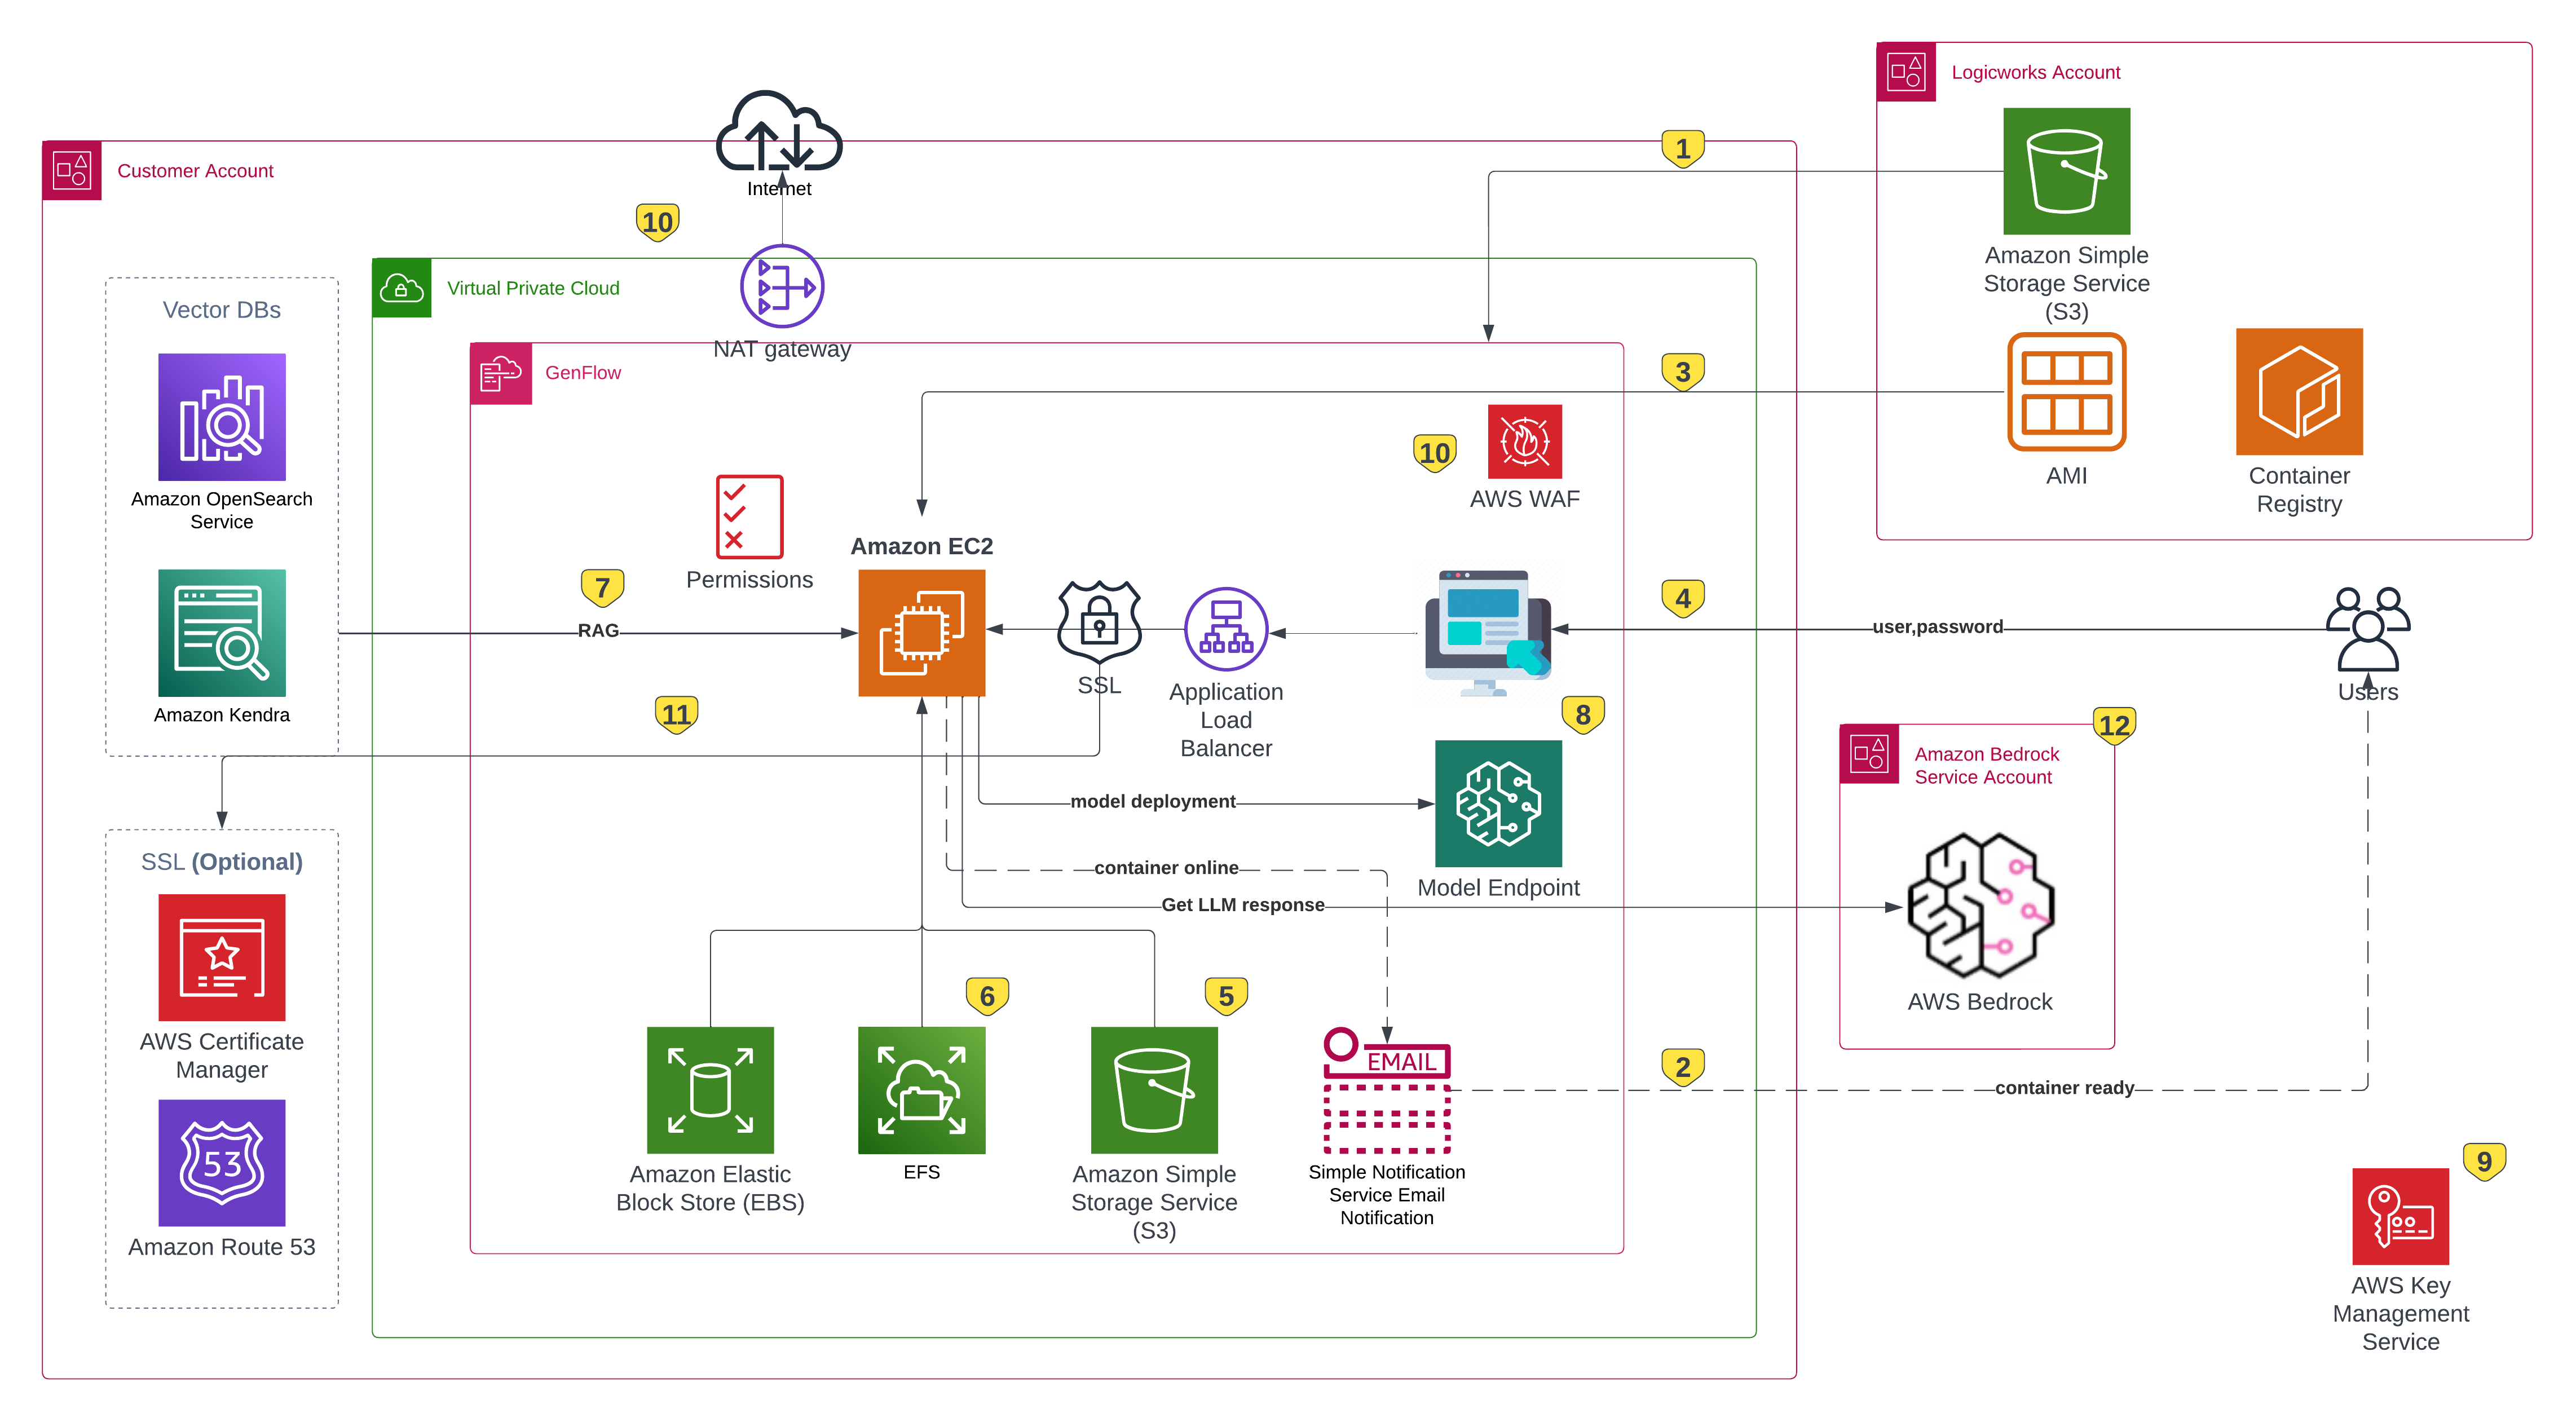 Logicworks Account
Amazon Simple
Storage Service
(S3)
AMI
Container
Registry
1
Customer Account
Internet
10
Virtual Private Cloud
NAT gateway
GenFlow
3
Vector DBs
Amazon OpenSearch
Service
Amazon Kendra
10
AWS WAF
Permissions
Amazon EC2
7
RAG
SSL
Application
Load
Balancer
4
user,password
Users
11
8
12
Amazon Bedrock
Service Account
model deployment
Model Endpoint
container online
Get LLM response
AWS Bedrock
SSL (Optional)
AWS Certificate
Manager
53
Amazon Route 53
6
5
Amazon Elastic
Block Store (EBS)
EFS
Amazon Simple
Storage Service
(S3)
EMAIL
Simple Notification
Service Email
Notification
2
container ready
9
AWS Key
Management
Service